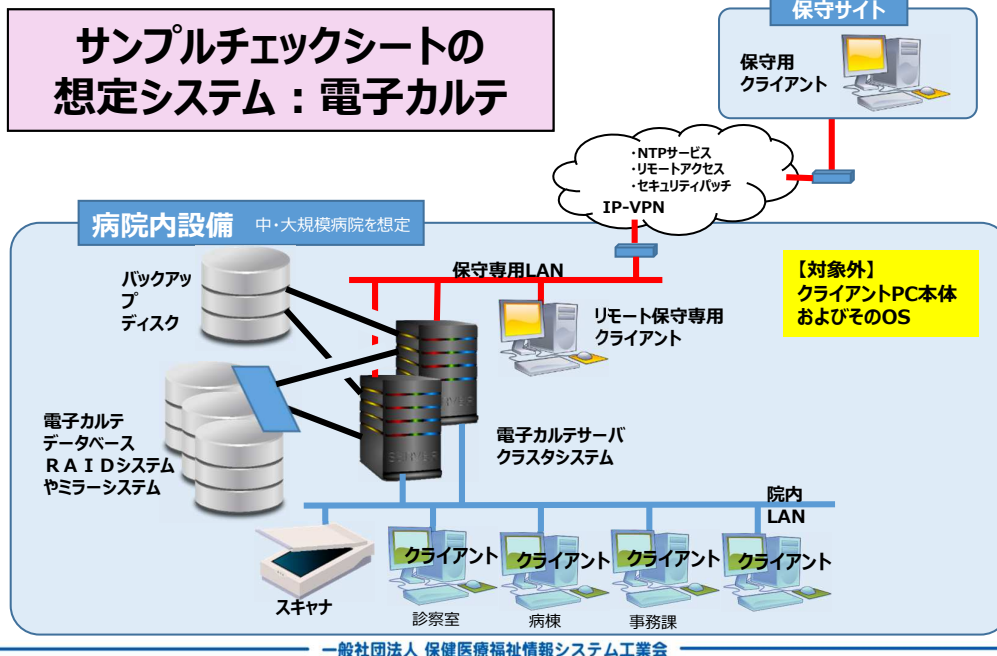 サンプルチェックシートの
想定システム：電子カルテ
保守サイト
保守用
クライアント
・NTPサービス
・リモートアクセス
・セキュリティパッチ
IP-VPN
病院内設備 中・大規模病院を想定
バックアッ
プ
ディスク
保守専用LAN
リモート保守専用
クライアント
【対象外】
クライアントPC本体
およびそのOS
電子カルテ
データベース
ＲＡＩＤシステム
やミラーシステム
SERVER
SERVER
電子カルテサーバ
クラスタシステム
院内
LAN
スキャナ
クライアント
クライアント
クライアント
クライアント
診察室
病棟
事務課
一般社団法人 保健医療福祉情報システム工業会